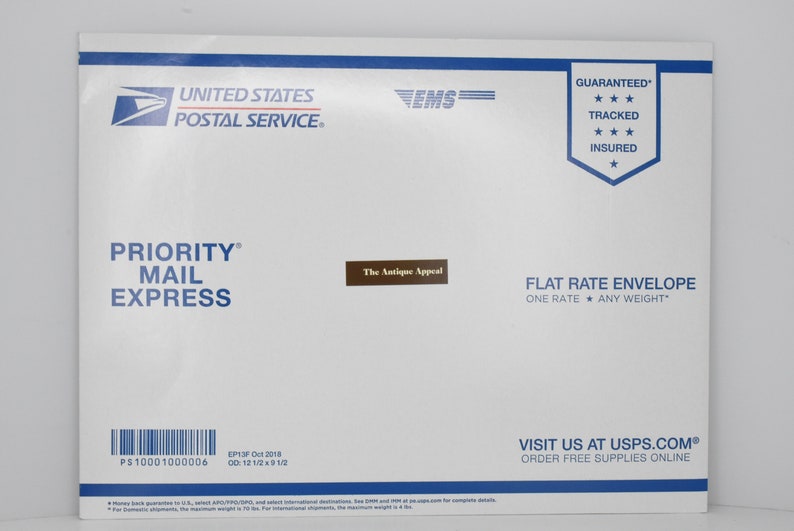 UNITED STATES
POSTAL SERVICE®
EMS
GUARANTEED*
★ ★ ★
TRACKED
★ ★ ★
INSURED
★
PRIORITY®
MAIL
EXPRESS
The Antique Appeal
FLAT RATE ENVELOPE
ONE RATE ★ ANY WEIGHT*
PS10001000006
EP13F Oct 2018
OD: 12 1/2 x 9 1/2
VISIT US AT USPS.COM®
ORDER FREE SUPPLIES ONLINE
* Money back guarantee to U.S., select APO/FPO/DPO, and select International destinations. See DMM and IMM at pe.usps.com for complete details.
* For Domestic shipments, the maximum weight is 70 lbs. For International shipments, the maximum weight is 4 lbs.